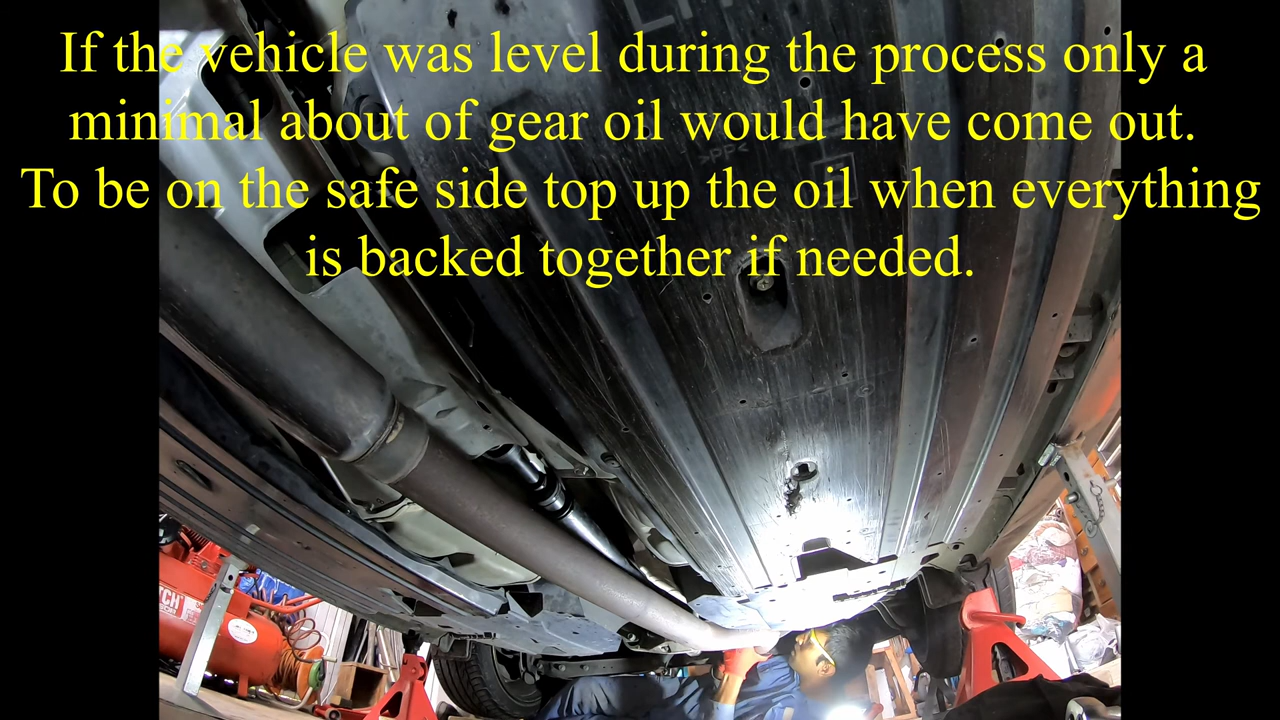 If the vehicle was level during the process only a
minimal about of gear oil would have come out.
To be on the safe side top up the oil when everything
is backed together if needed.
>PP<